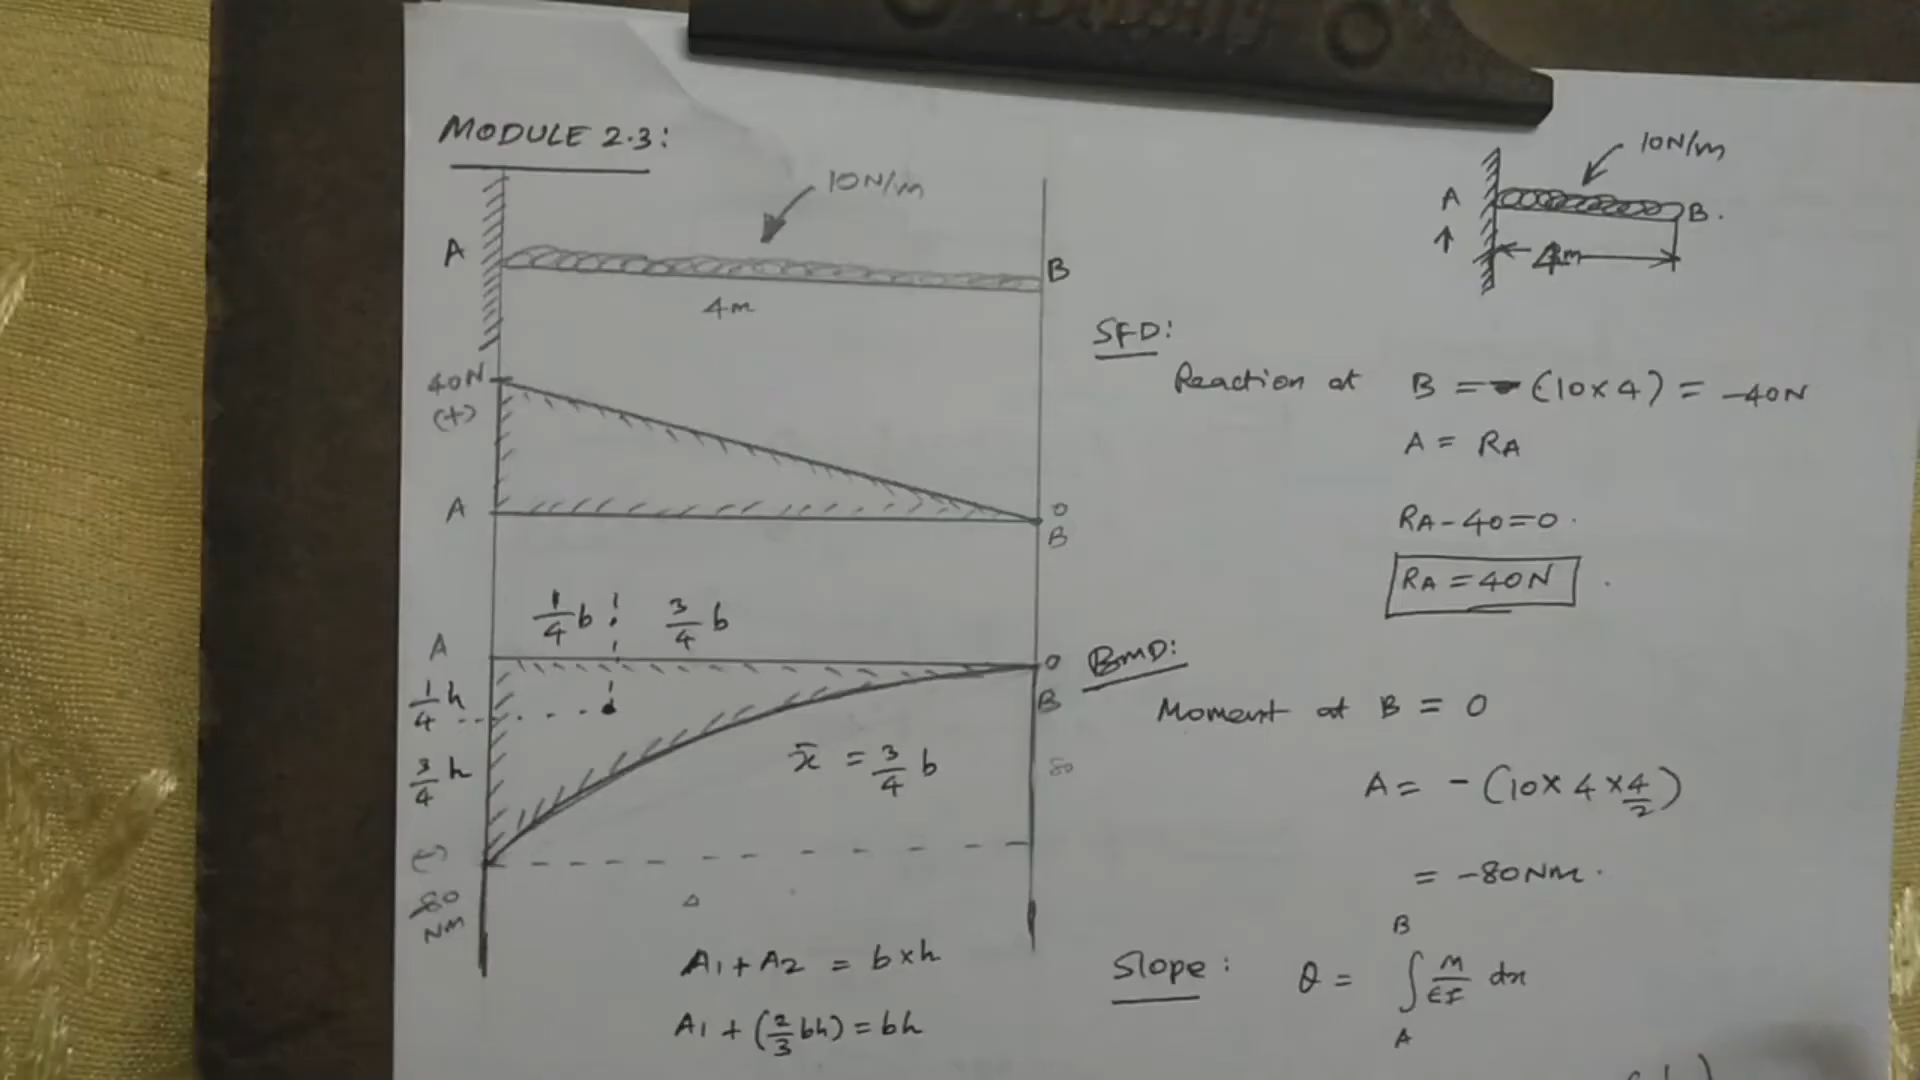 MODULE 2.3:
10N/m
A
B
4m
40N
(+)
A
O
B
1/4 b
3/4 b
A
O
B
1/4 h
3/4 h
x̄ = 3/4 b
80
(-)
80
NM
A1 + A2 = b×h
A1 + (2/3 bh) = bh
10N/m
A
B.
4m
SFD:
Reaction at B = - (10×4) = -40N
A = RA
RA - 40 = 0.
RA = 40N
BMD:
Moment at B = 0
A = - (10×4×4/2)
= -80NM.
Slope: θ = ∫ M/EI dx
B
A